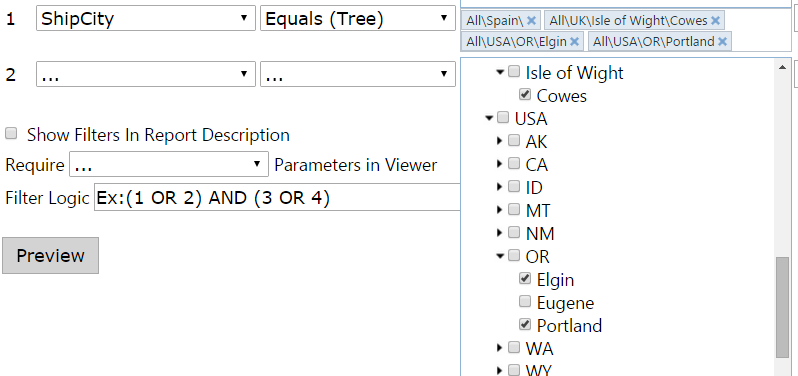 1 ShipCity Equals (Tree) All\Spain\ All\UK\Isle of Wight\Cowes
All\USA\OR\Elgin All\USA\OR\Portland
2 ... ...
Isle of Wight
Cowes
USA
Show Filters In Report Description
AK
Require ... Parameters in Viewer
CA
ID
Filter Logic Ex:(1 OR 2) AND (3 OR 4)
MT
NM
Preview
OR
Elgin
Eugene
Portland
WA
WY